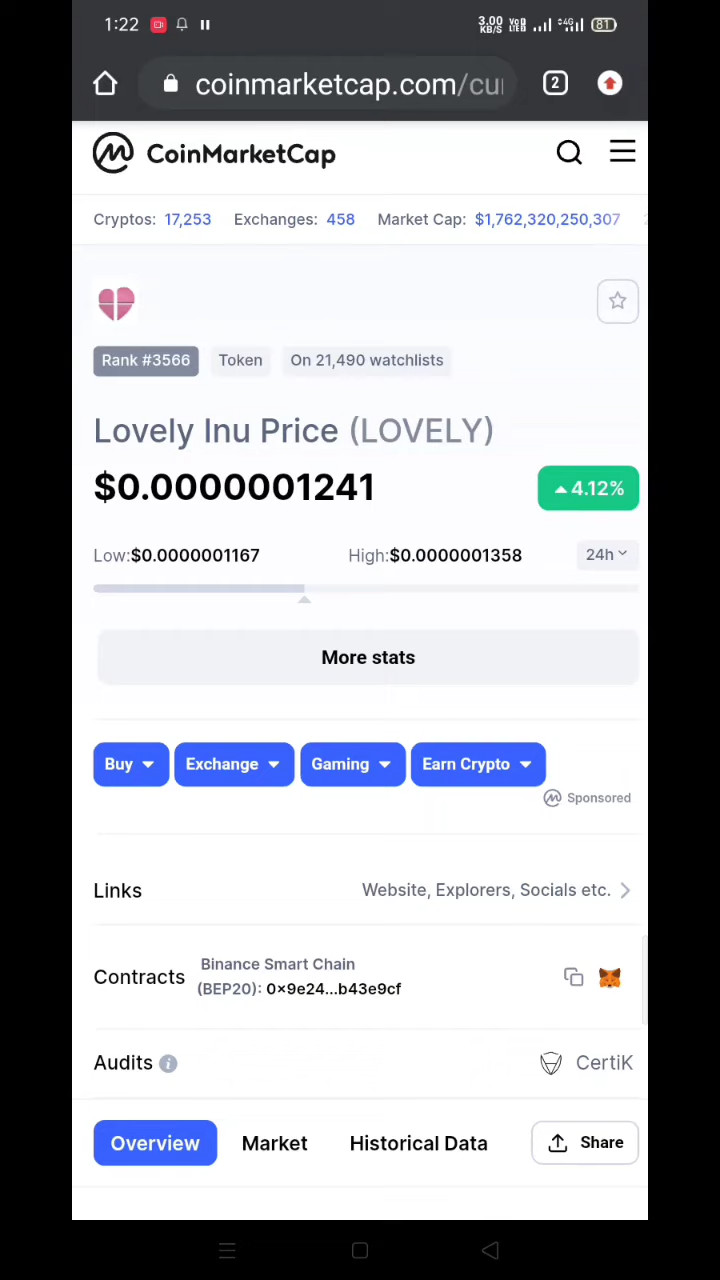 1:22
3.00 KB/S Vo) LTE 4G 81
coinmarketcap.com/cu
2
CoinMarketCap
Cryptos: 17,253 Exchanges: 458 Market Cap: $1,762,320,250,307
Rank #3566 Token On 21,490 watchlists
Lovely Inu Price (LOVELY)
$0.0000001241 4.12%
Low:$0.0000001167 High:$0.0000001358 24h
More stats
Buy Exchange Gaming Earn Crypto
Sponsored
Links Website, Explorers, Socials etc.
Contracts Binance Smart Chain
(BEP20): 0x9e24...b43e9cf
Audits CertiK
Overview Market Historical Data Share